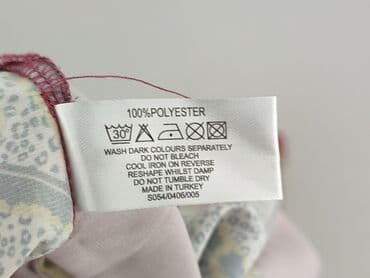 100%POLYESTER
30°
WASH DARK COLOURS SEPARATELY
DO NOT BLEACH
COOL IRON ON REVERSE
RESHAPE WHILST DAMP
DO NOT TUMBLE DRY
MADE IN TURKEY
S054/0406/005